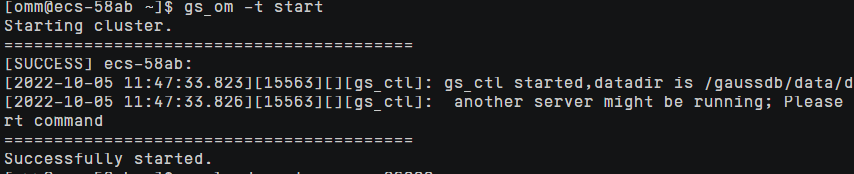 [omm@ecs-58ab ~]$ gs_om -t start
Starting cluster.
=========================================
[SUCCESS] ecs-58ab:
[2022-10-05 11:47:33.823][15563][][gs_ctl]: gs_ctl started,datadir is /gaussdb/data/d
[2022-10-05 11:47:33.826][15563][][gs_ctl]:  another server might be running; Please
rt command
=========================================
Successfully started.